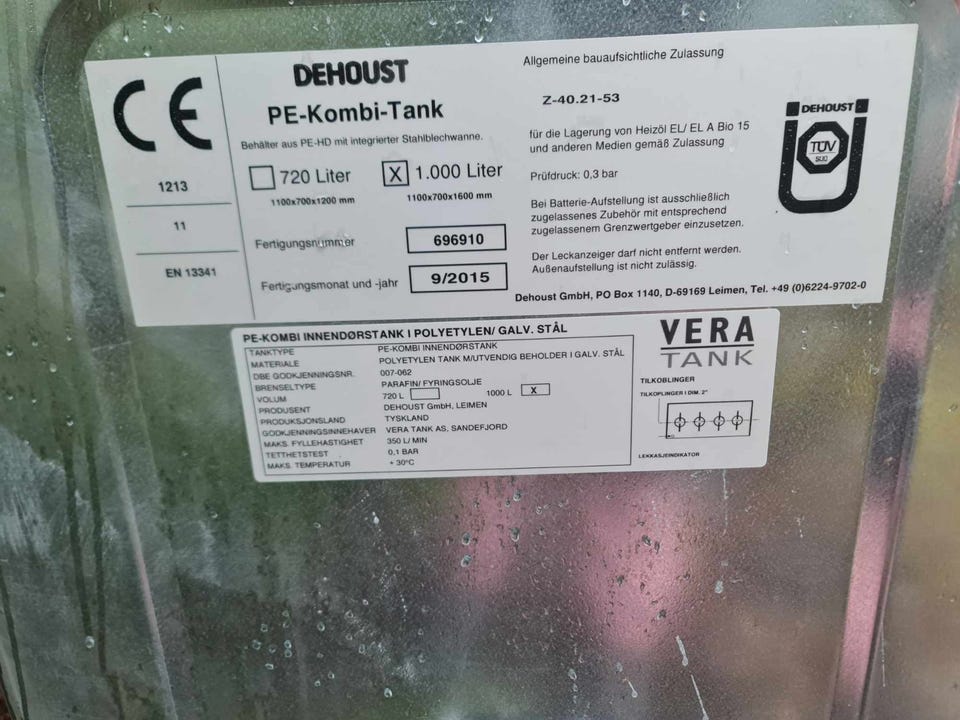 CE
1213
11
EN 13341
DEHOUST
PE-Kombi-Tank
Behälter aus PE-HD mit integrierter Stahlblechwanne.
720 Liter
X 1.000 Liter
1100x700x1200 mm
1100x700x1600 mm
Fertigungsnummer 696910
Fertigungsmonat und -jahr 9/2015
Allgemeine bauaufsichtliche Zulassung
Z-40.21-53
für die Lagerung von Heizöl EL/ EL A Bio 15
und anderen Medien gemäß Zulassung
Prüfdruck: 0,3 bar
Bei Batterie-Aufstellung ist ausschließlich
zugelassenes Zubehör mit entsprechend
zugelassenem Grenzwertgeber einzusetzen.
Der Leckanzeiger darf nicht entfernt werden.
Außenaufstellung ist nicht zulässig.
Dehoust GmbH, PO Box 1140, D-69169 Leimen, Tel. +49 (0)6224-9702-0
DEHOUST
TÜV
SÜD
PE-KOMBI INNENDØRSTANK I POLYETYLEN/ GALV. STÅL
TANKTYPE PE-KOMBI INNENDØRSTANK
MATERIALE POLYETYLEN TANK M/UTVENDIG BEHOLDER I GALV. STÅL
DBE GODKJENNINGSNR. 007-062
BRENSELTYPE PARAFIN/ FYRINGSOLJE
VOLUM 720 L 1000 L X
PRODUSENT DEHOUST GmbH, LEIMEN
PRODUKSJONSLAND TYSKLAND
GODKJENNINGSINNEHAVER VERA TANK AS, SANDEFJORD
MAKS. FYLLEHASTIGHET 350 L/ MIN
TETTHETSTEST 0,1 BAR
MAKS. TEMPERATUR + 30°C
VERA
TANK
TILKOBLINGER
TILKOPLINGER I DIM. 2"
LEKKASJEINDIKATOR